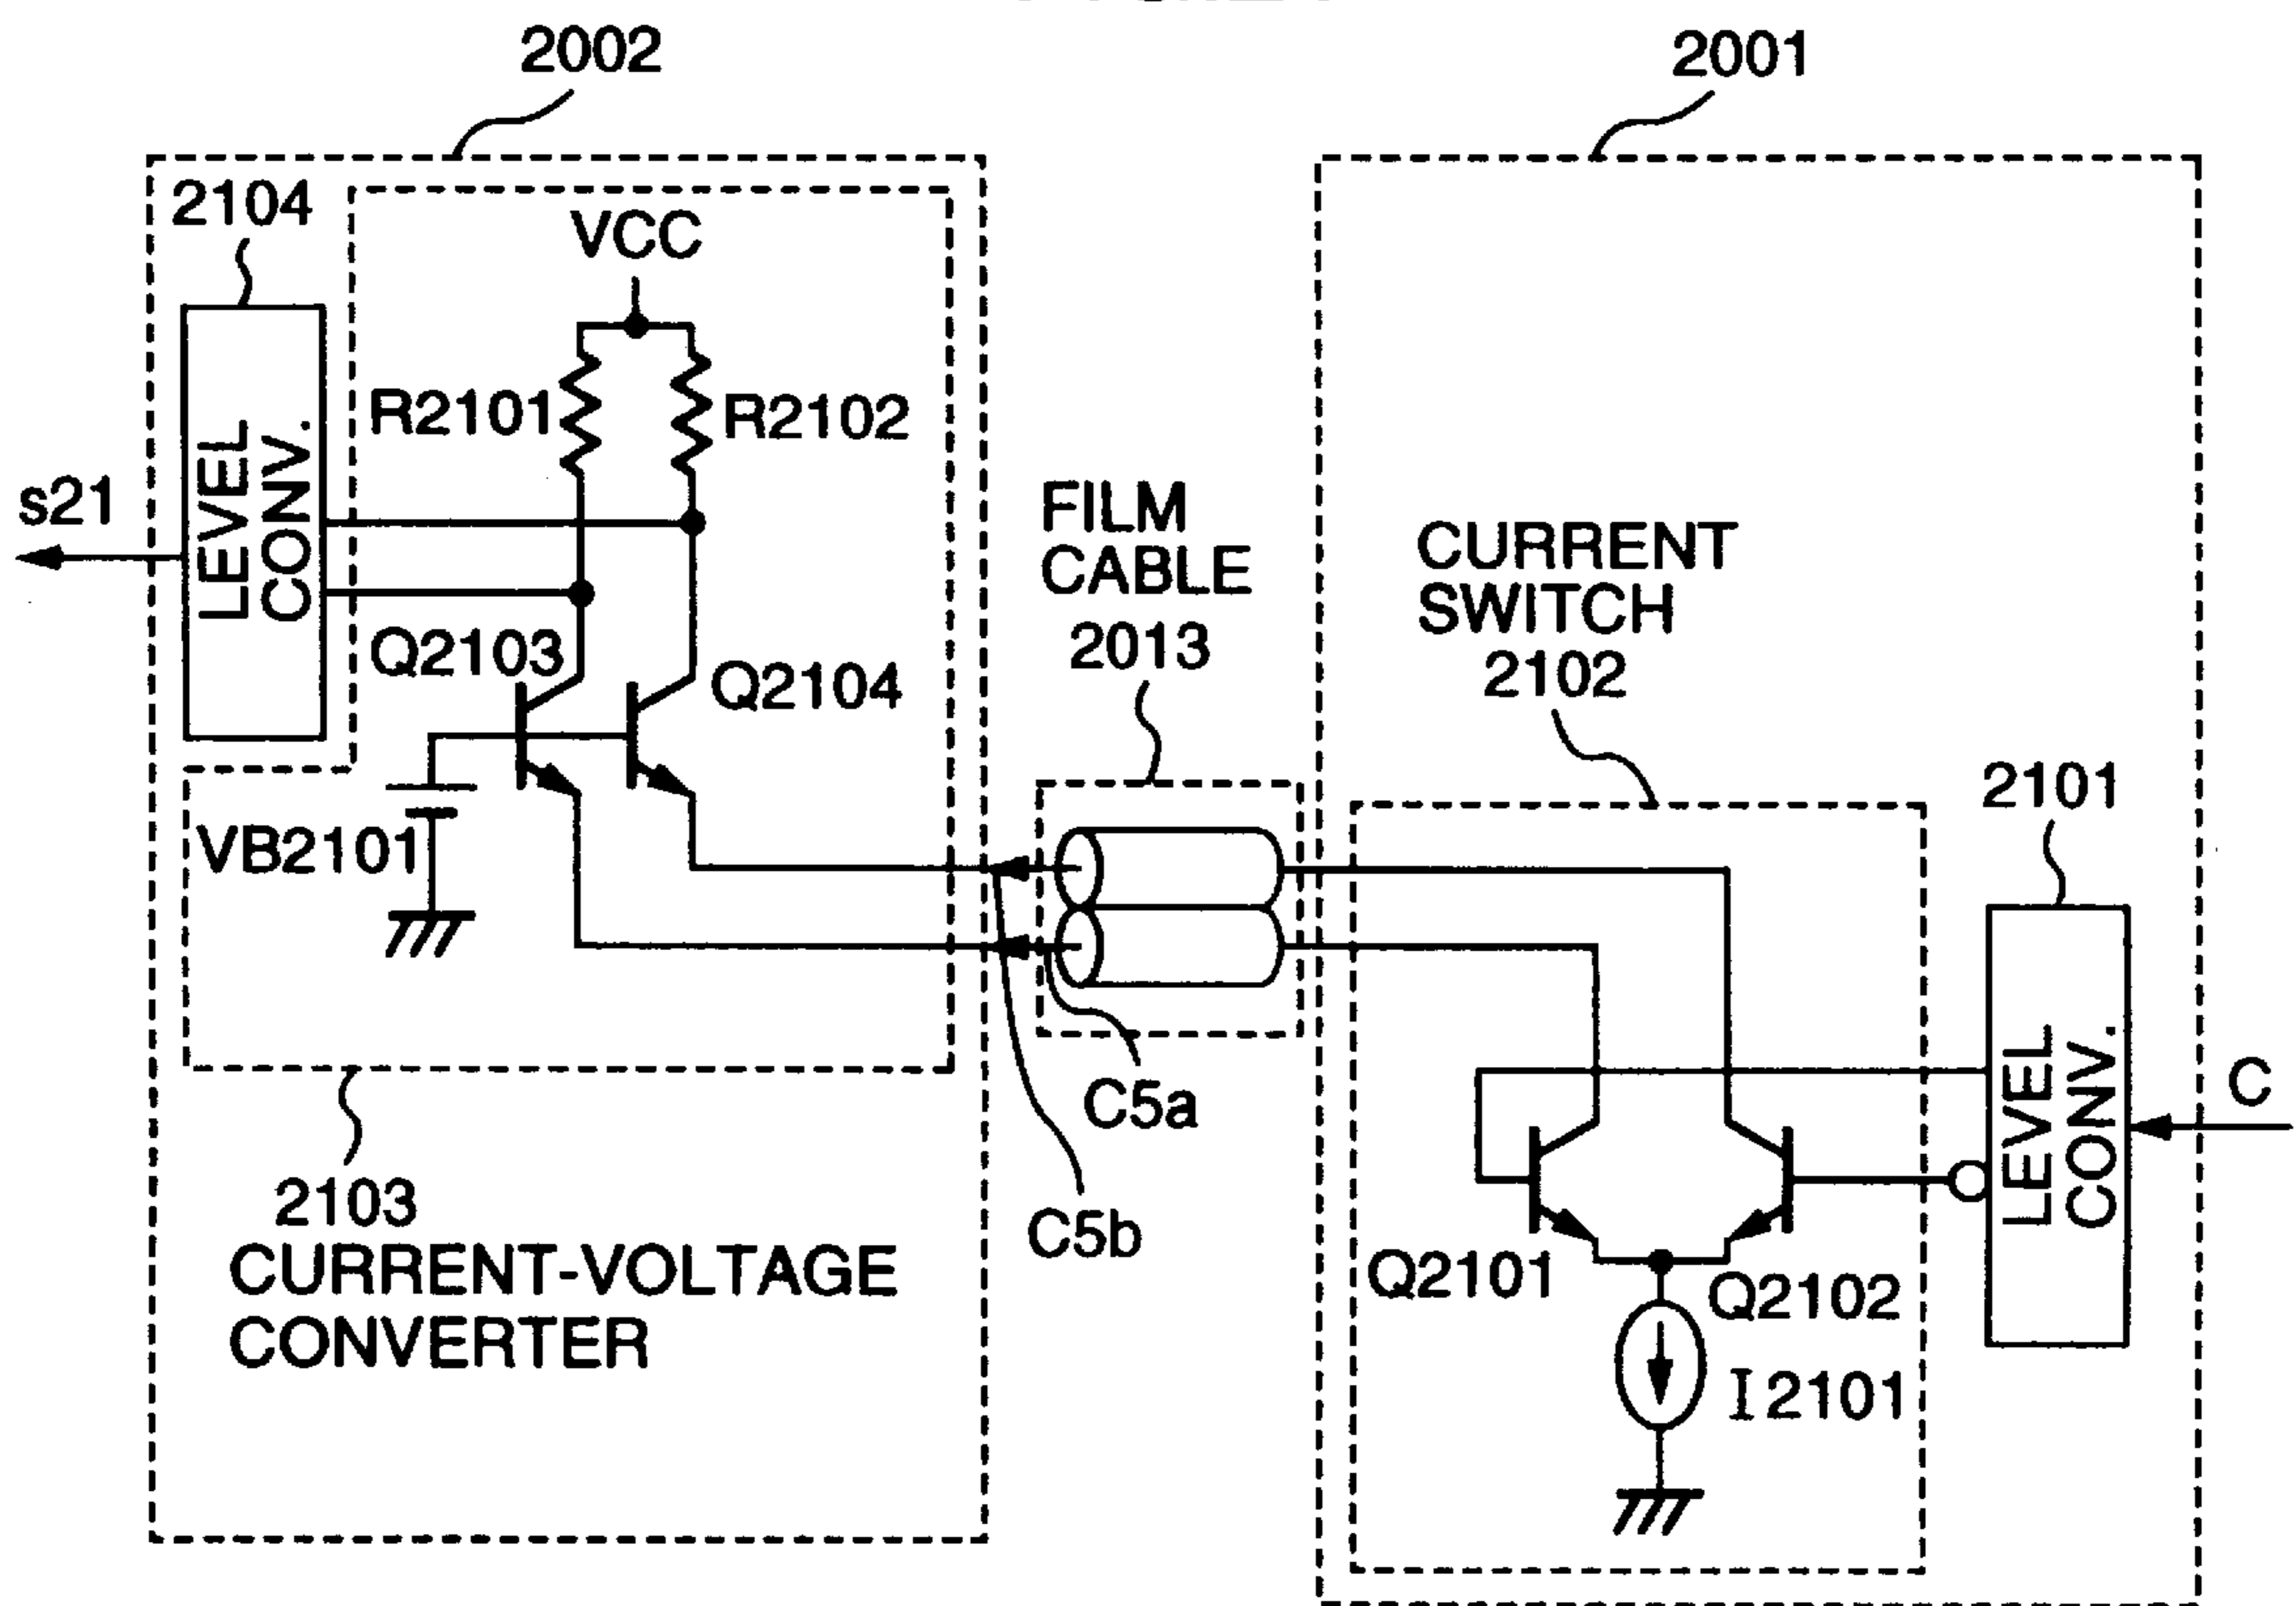 2002
2001
2104
VCC
R2101
R2102
s21
LEVEL
CONV.
FILM
CABLE
2013
CURRENT
SWITCH
2102
Q2103
Q2104
2101
VB2101
C5a
C
LEVEL
CONV.
2103
CURRENT-VOLTAGE
CONVERTER
C5b
Q2101
Q2102
I2101